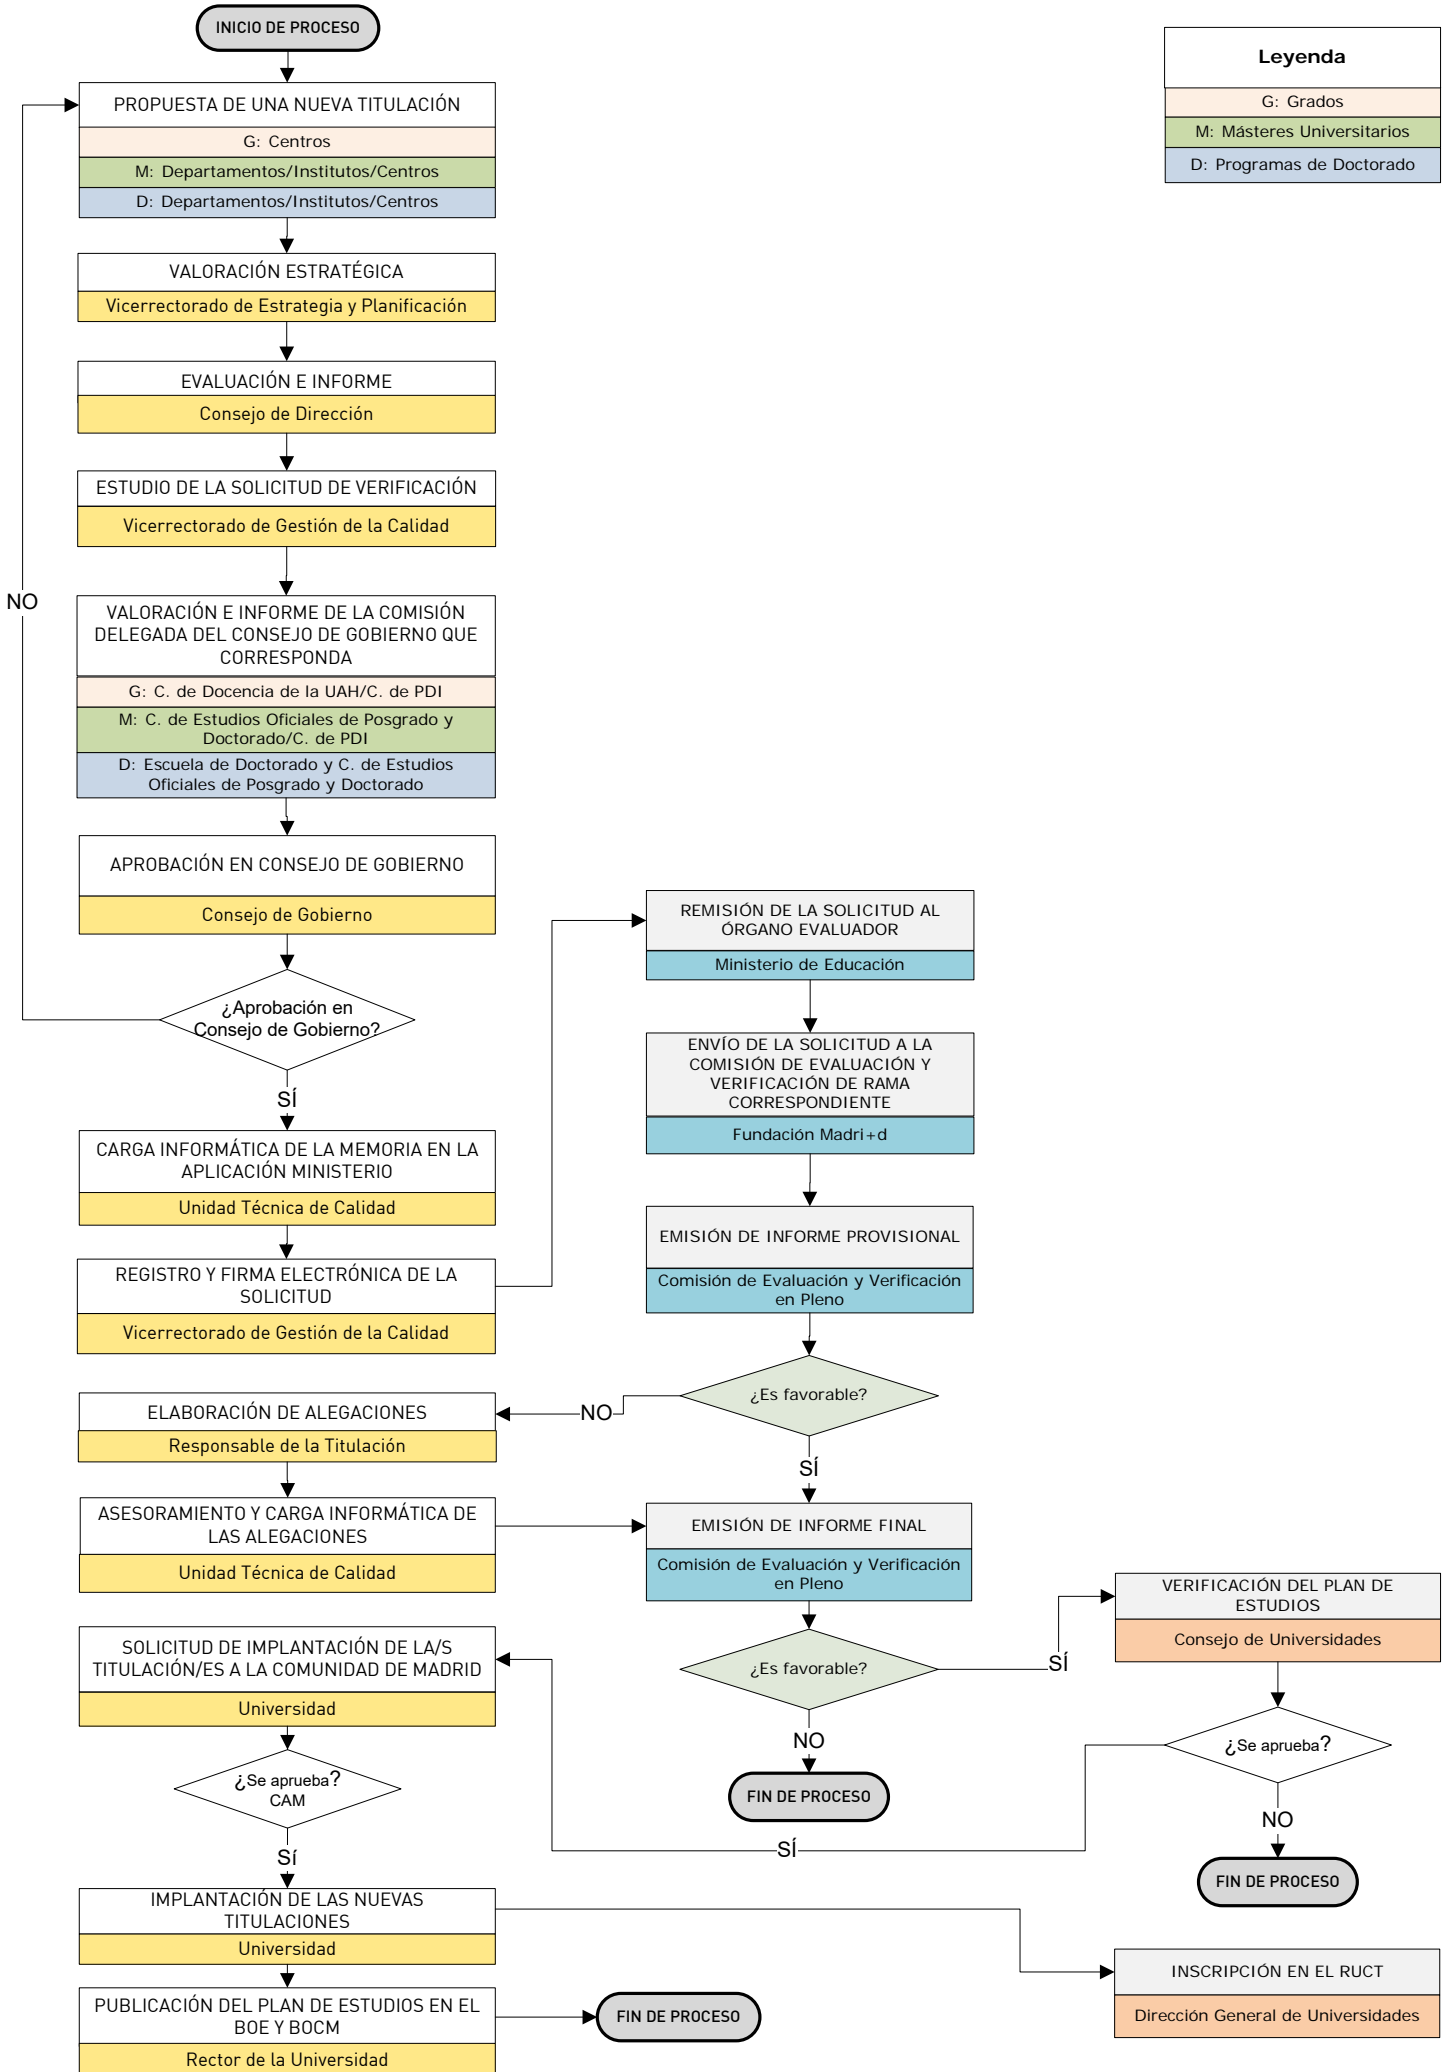 INICIO DE PROCESO
Leyenda
G: Grados
M: Másteres Universitarios
D: Programas de Doctorado
PROPUESTA DE UNA NUEVA TITULACIÓN
G: Centros
M: Departamentos/Institutos/Centros
D: Departamentos/Institutos/Centros
VALORACIÓN ESTRATÉGICA
Vicerrectorado de Estrategia y Planificación
EVALUACIÓN E INFORME
Consejo de Dirección
ESTUDIO DE LA SOLICITUD DE VERIFICACIÓN
Vicerrectorado de Gestión de la Calidad
NO
VALORACIÓN E INFORME DE LA COMISIÓN
DELEGADA DEL CONSEJO DE GOBIERNO QUE
CORRESPONDA
G: C. de Docencia de la UAH/C. de PDI
M: C. de Estudios Oficiales de Posgrado y
Doctorado/C. de PDI
D: Escuela de Doctorado y C. de Estudios
Oficiales de Posgrado y Doctorado
APROBACIÓN EN CONSEJO DE GOBIERNO
Consejo de Gobierno
¿Aprobación en
Consejo de Gobierno?
SÍ
CARGA INFORMÁTICA DE LA MEMORIA EN LA
APLICACIÓN MINISTERIO
Unidad Técnica de Calidad
REGISTRO Y FIRMA ELECTRÓNICA DE LA
SOLICITUD
Vicerrectorado de Gestión de la Calidad
REMISIÓN DE LA SOLICITUD AL
ÓRGANO EVALUADOR
Ministerio de Educación
ENVÍO DE LA SOLICITUD A LA
COMISIÓN DE EVALUACIÓN Y
VERIFICACIÓN DE RAMA
CORRESPONDIENTE
Fundación Madri+d
EMISIÓN DE INFORME PROVISIONAL
Comisión de Evaluación y Verificación
en Pleno
¿Es favorable?
NO
SÍ
ELABORACIÓN DE ALEGACIONES
Responsable de la Titulación
ASESORAMIENTO Y CARGA INFORMÁTICA DE
LAS ALEGACIONES
Unidad Técnica de Calidad
EMISIÓN DE INFORME FINAL
Comisión de Evaluación y Verificación
en Pleno
¿Es favorable?
SÍ
NO
FIN DE PROCESO
VERIFICACIÓN DEL PLAN DE
ESTUDIOS
Consejo de Universidades
¿Se aprueba?
NO
FIN DE PROCESO
SÍ
SOLICITUD DE IMPLANTACIÓN DE LA/S
TITULACIÓN/ES A LA COMUNIDAD DE MADRID
Universidad
¿Se aprueba?
CAM
Sí
IMPLANTACIÓN DE LAS NUEVAS
TITULACIONES
Universidad
INSCRIPCIÓN EN EL RUCT
Dirección General de Universidades
PUBLICACIÓN DEL PLAN DE ESTUDIOS EN EL
BOE Y BOCM
Rector de la Universidad
FIN DE PROCESO